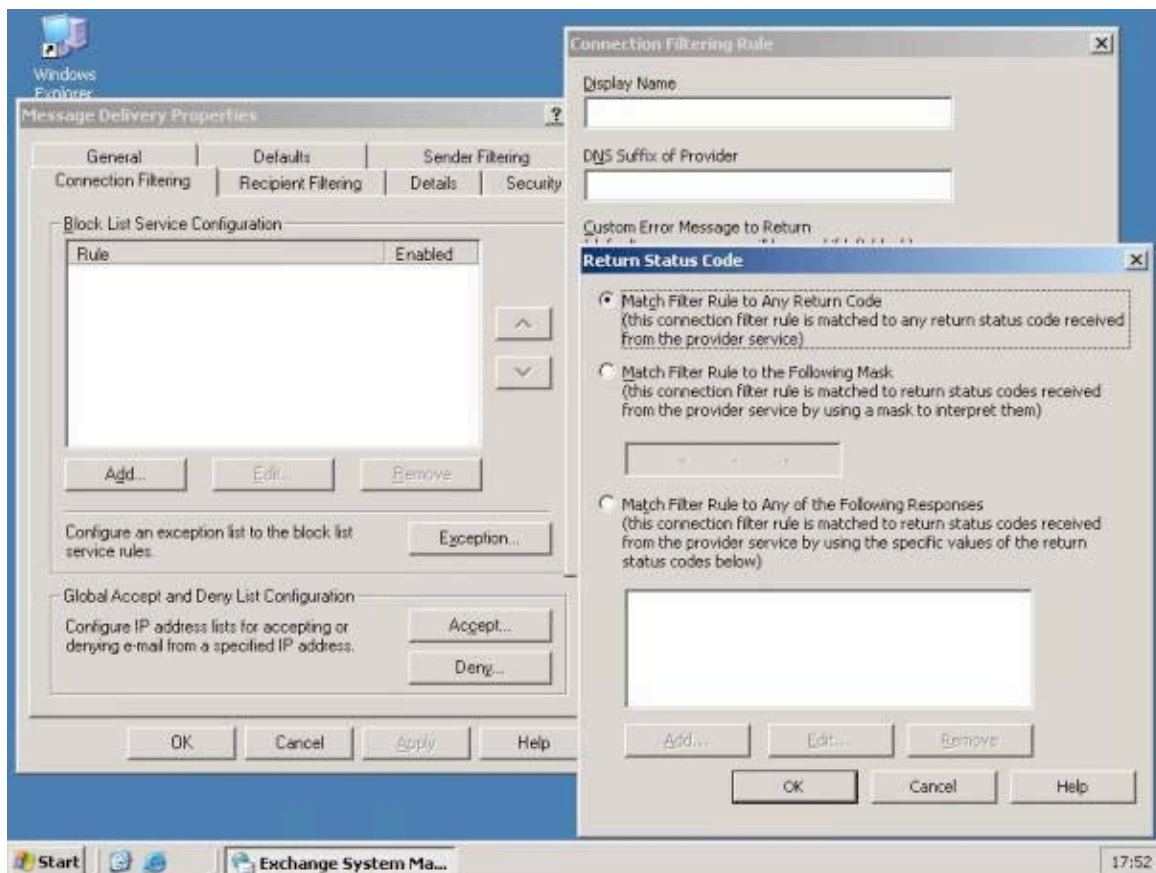 Windows
Explorer
Message Delivery Properties
?
General
Defaults
Sender Filtering
Connection Filtering
Recipient Filtering
Details
Security
Block List Service Configuration
Rule
Enabled
Add...
Edit...
Remove
Configure an exception list to the block list
service rules.
Exception...
Global Accept and Deny List Configuration
Configure IP address lists for accepting or
denying e-mail from a specified IP address.
Accept...
Deny...
OK
Cancel
Apply
Help
Connection Filtering Rule
Display Name
DNS Suffix of Provider
Custom Error Message to Return
Return Status Code
Match Filter Rule to Any Return Code
(this connection filter rule is matched to any return status code received
from the provider service)
Match Filter Rule to the Following Mask
(this connection filter rule is matched to return status codes received
from the provider service by using a mask to interpret them)
Match Filter Rule to Any of the Following Responses
(this connection filter rule is matched to return status codes received
from the provider service by using the specific values of the return
status codes below)
Add...
Edit...
Remove
OK
Cancel
Help
Start
Exchange System Ma...
17:52